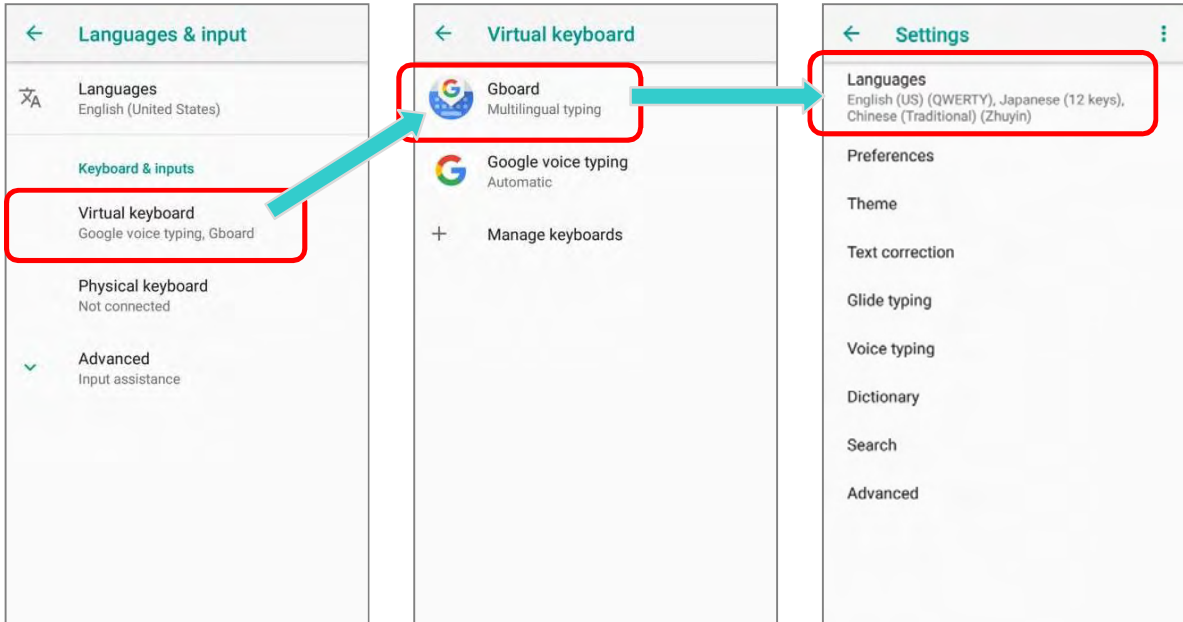 Languages & input
Languages
English (United States)
Keyboard & inputs
Virtual keyboard
Google voice typing, Gboard
Physical keyboard
Not connected
Advanced
Input assistance
Virtual keyboard
Gboard
Multilingual typing
Google voice typing
Automatic
Manage keyboards
Settings
Languages
English (US) (QWERTY), Japanese (12 keys),
Chinese (Traditional) (Zhuyin)
Preferences
Theme
Text correction
Glide typing
Voice typing
Dictionary
Search
Advanced